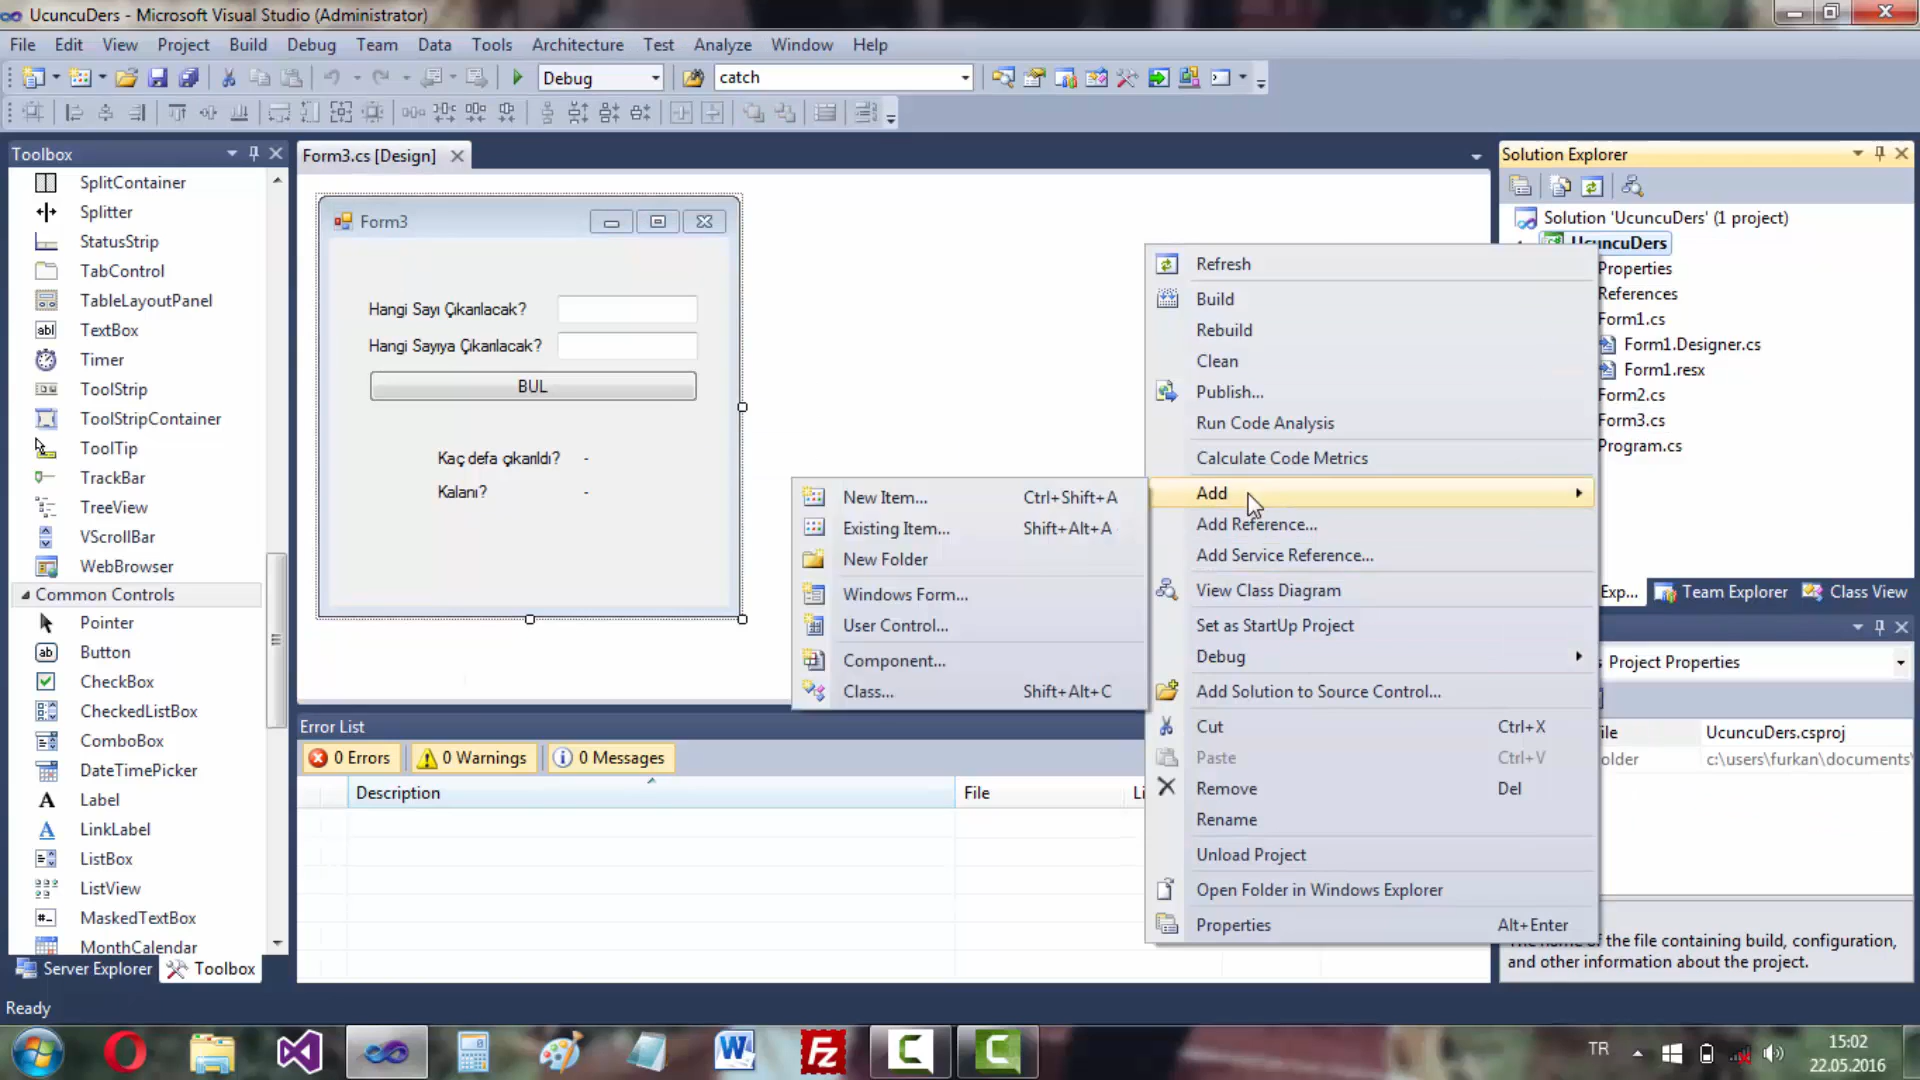 UcuncuDers - Microsoft Visual Studio (Administrator)
File Edit View Project Build Debug Team Data Tools Architecture Test Analyze Window Help
Debug
catch
Toolbox
SplitContainer
Splitter
StatusStrip
TabControl
TableLayoutPanel
TextBox
Timer
ToolStrip
ToolStripContainer
ToolTip
TrackBar
TreeView
VScrollBar
WebBrowser
Common Controls
Pointer
Button
CheckBox
CheckedListBox
ComboBox
DateTimePicker
Label
LinkLabel
ListBox
ListView
MaskedTextBox
MonthCalendar
Server Explorer Toolbox
Form3.cs [Design]
Form3
Hangi Sayı Çıkarılacak?
Hangi Sayıya Çıkarılacak?
BUL
Kaç defa çıkarıldı? -
Kalanı? -
New Item... Ctrl+Shift+A
Existing Item... Shift+Alt+A
New Folder
Windows Form...
User Control...
Component...
Class... Shift+Alt+C
Refresh
Build
Rebuild
Clean
Publish...
Run Code Analysis
Calculate Code Metrics
Add
Add Reference...
Add Service Reference...
View Class Diagram
Set as StartUp Project
Debug
Add Solution to Source Control...
Cut Ctrl+X
Paste Ctrl+V
Remove Del
Rename
Unload Project
Open Folder in Windows Explorer
Properties Alt+Enter
Error List
0 Errors 0 Warnings 0 Messages
Description File Li
Solution Explorer
Solution 'UcuncuDers' (1 project)
UcuncuDers
Properties
References
Form1.cs
Form1.Designer.cs
Form1.resx
Form2.cs
Form3.cs
Program.cs
Exp... Team Explorer Class View
Project Properties
ile UcuncuDers.csproj
older c:\users\furkan\documents\
The name of the file containing build, configuration,
and other information about the project.
Ready
TR
15:02
22.05.2016